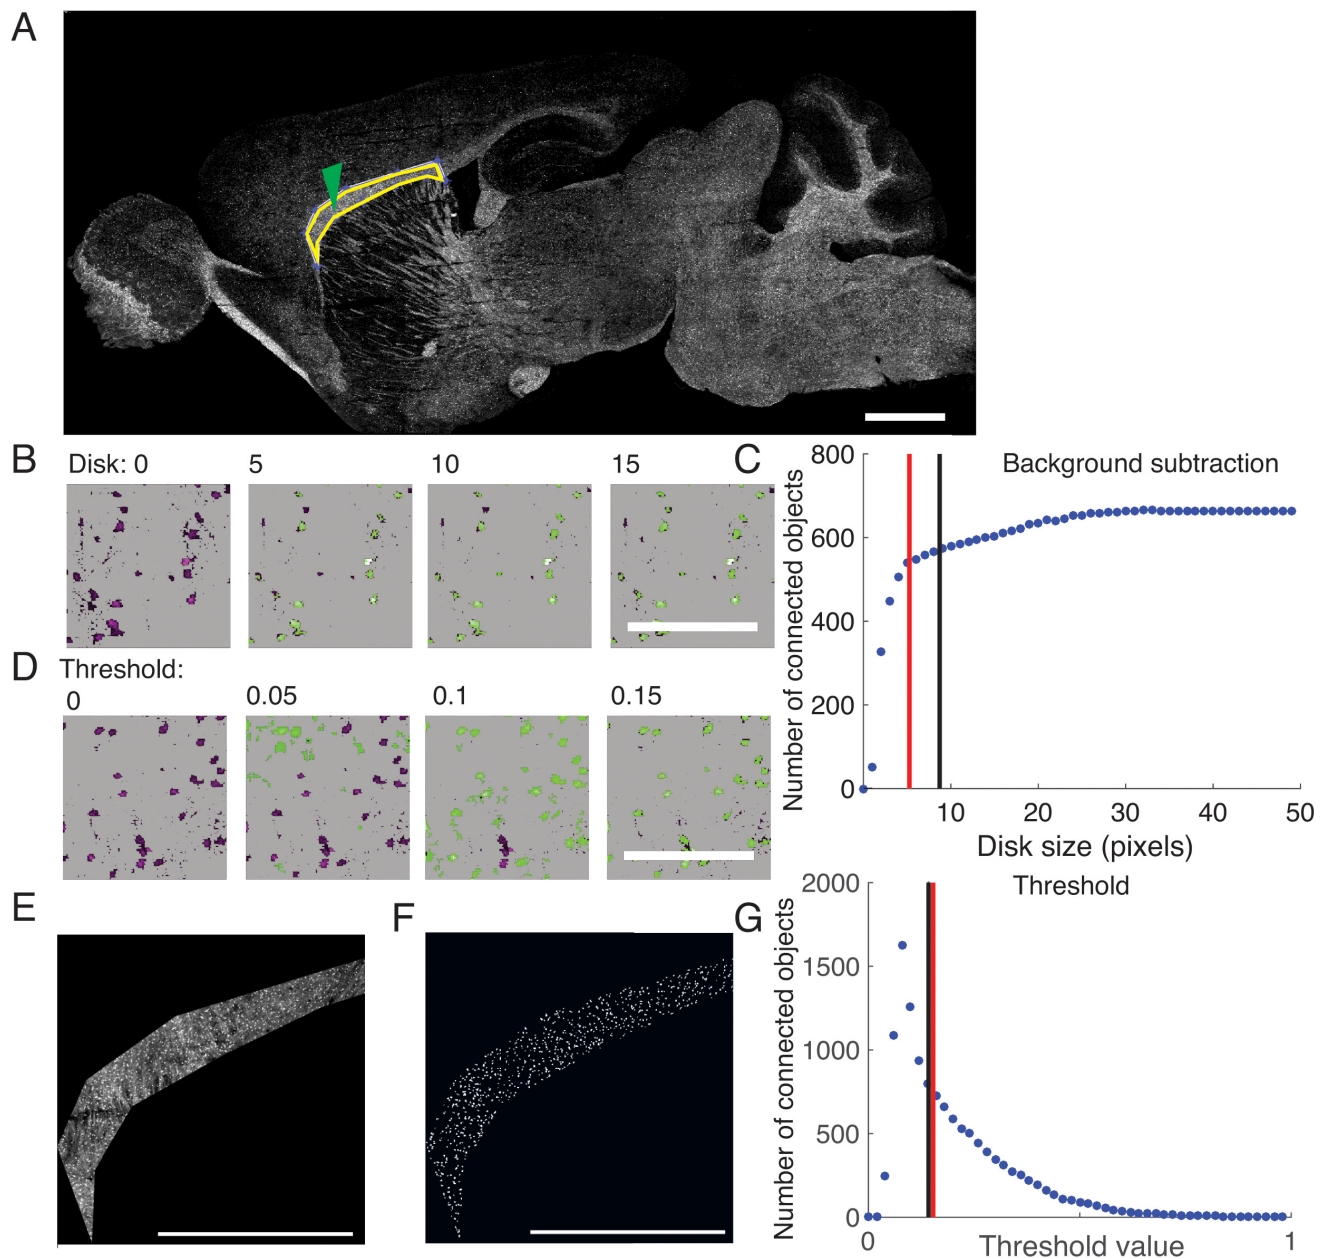 A
B
Disk: 0
5
10
15
C
Background subtraction
Number of connected objects
800
600
400
200
0
10
20
30
40
50
Disk size (pixels)
D
Threshold:
0
0.05
0.1
0.15
E
F
G
Threshold
Number of connected objects
2000
1500
1000
500
0
0
1
Threshold value